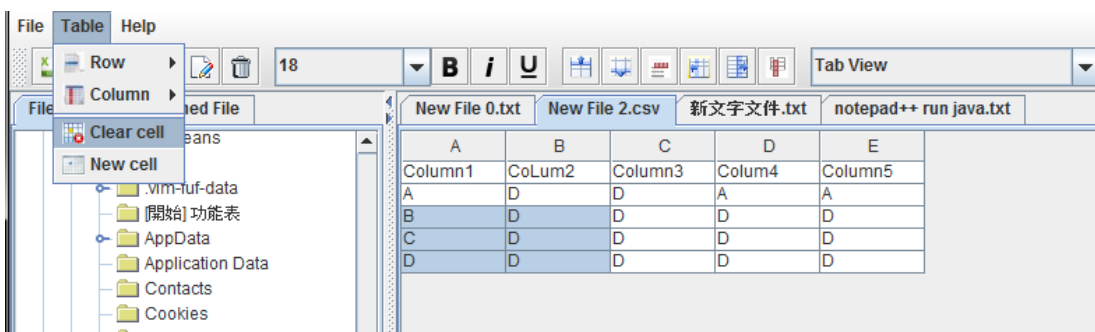 File Table Help
Row
18
B i U
Tab View
Column
File
ned File
New File 0.txt New File 2.csv 新文字文件.txt notepad++ run java.txt
Clear cell
eans
New cell
.vim-fuf-data
[開始] 功能表
AppData
Application Data
Contacts
Cookies
A B C D E
Column1 CoLum2 Column3 Colum4 Column5
A D D A A
B D D D D
C D D D D
D D D D D